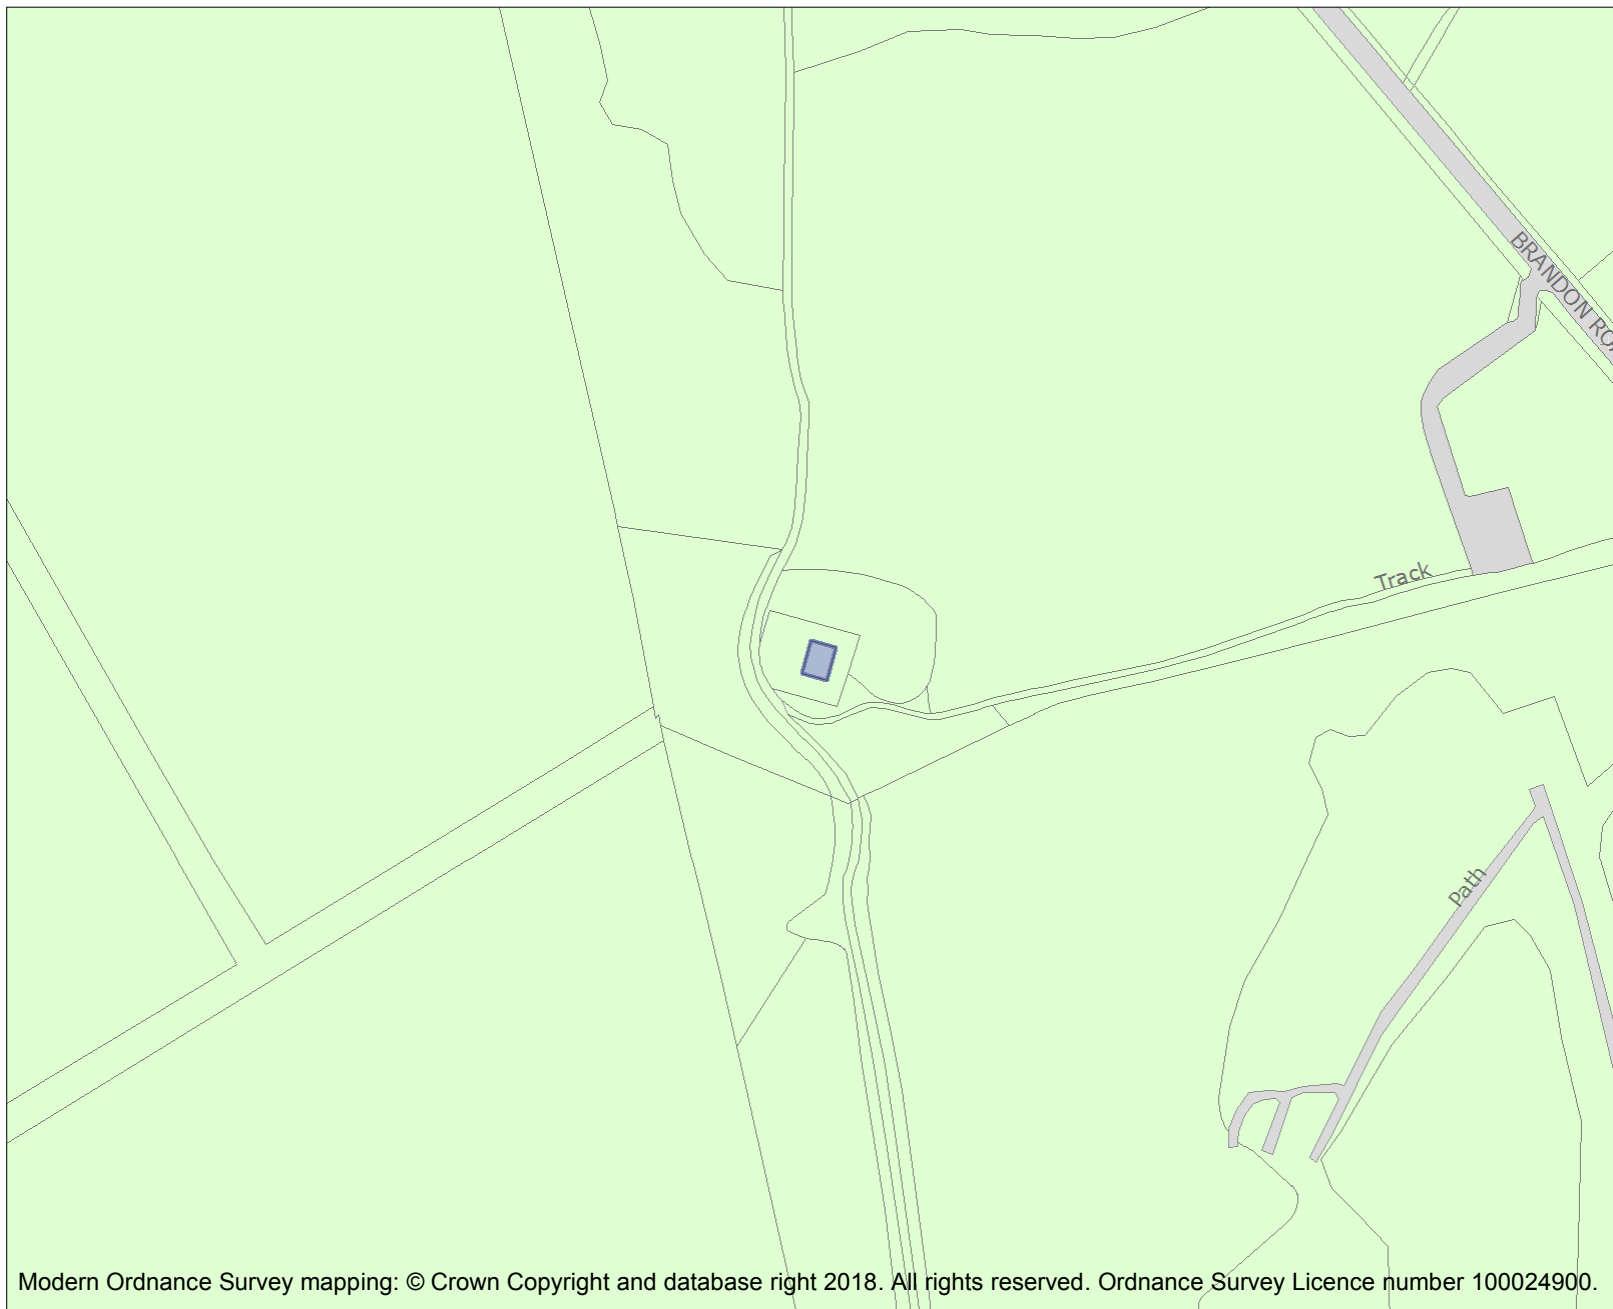 BRANDON RO
Track
Path
Modern Ordnance Survey mapping: © Crown Copyright and database right 2018. All rights reserved. Ordnance Survey Licence number 100024900.